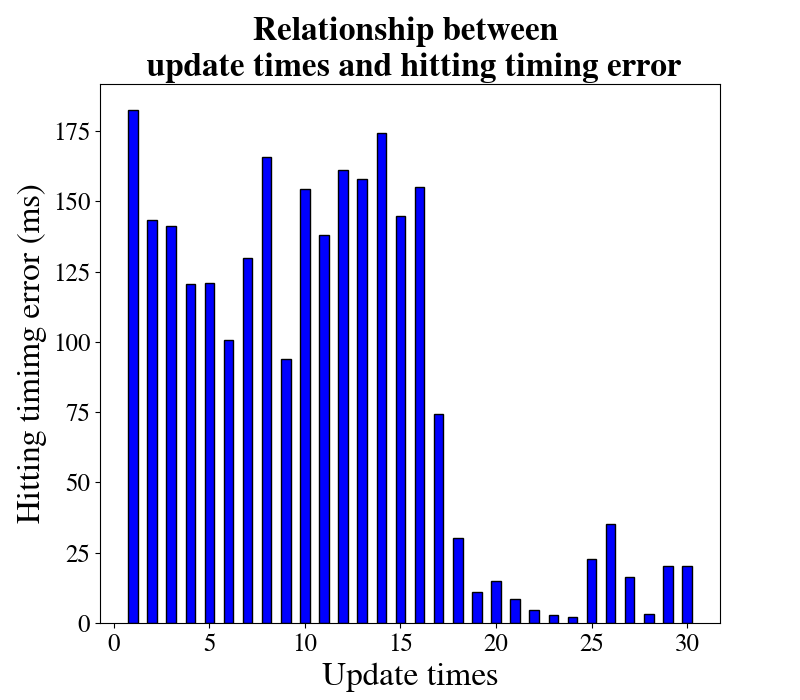 Relationship between
update times and hitting timing error
Hitting timimg error (ms)
175
150
125
100
75
50
25
0
0 5 10 15 20 25 30
Update times